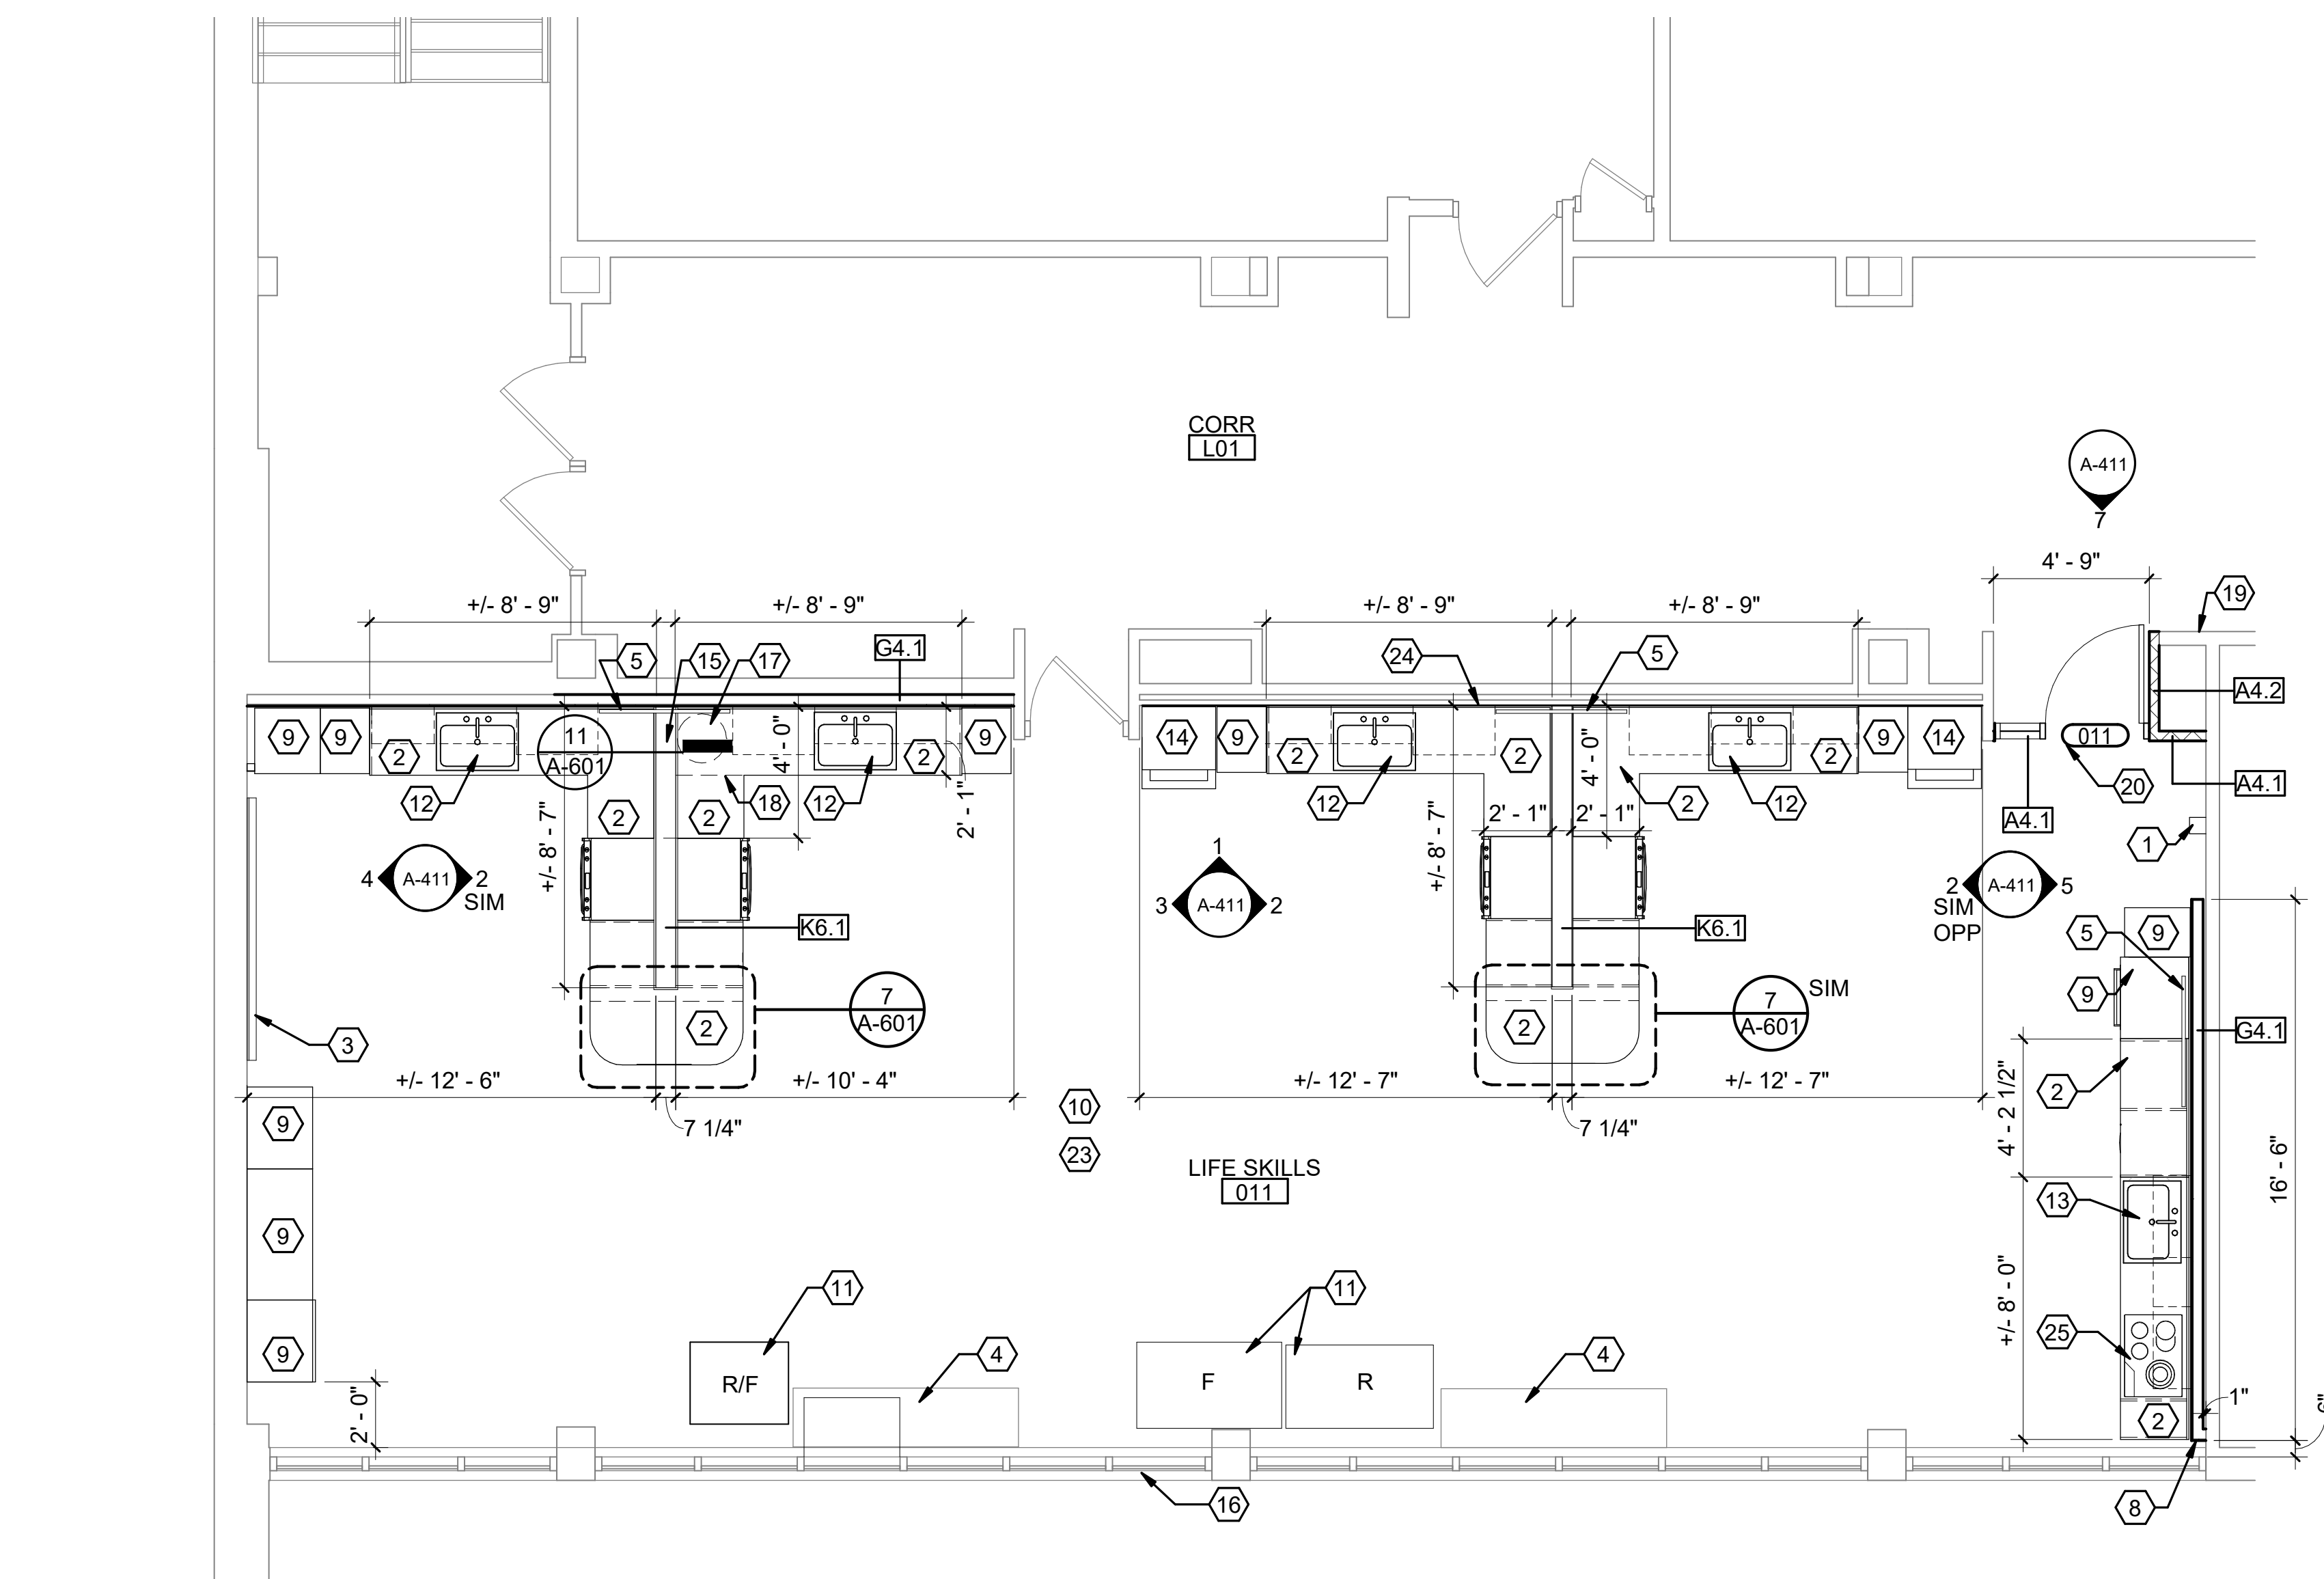 CORR
L01
A-411
7
4' - 9"
19
+/- 8' - 9"
+/- 8' - 9"
+/- 8' - 9"
+/- 8' - 9"
5
15
17
G4.1
24
5
A4.2
9
9
2
11
A-601
4' - 0"
2
9
14
9
2
2
4' - 0"
2
9
14
011
20
A4.1
12
18
12
2' - 1"
12
2
12
A4.1
2
2
+/- 8' - 7"
+/- 8' - 7"
2' - 1"
2' - 1"
1
4
A-411
2
SIM
1
3
A-411
2
2
A-411
5
SIM
OPP
K6.1
K6.1
5
9
9
G4.1
7
A-601
7
A-601
SIM
2
2
3
+/- 12' - 6"
+/- 10' - 4"
+/- 12' - 7"
+/- 12' - 7"
7 1/4"
7 1/4"
10
23
2
4' - 2 1/2"
16' - 6"
9
9
9
LIFE SKILLS
011
13
+/- 8' - 0"
25
11
11
4
4
R/F
F
R
2' - 0"
2
1"
6"
16
8